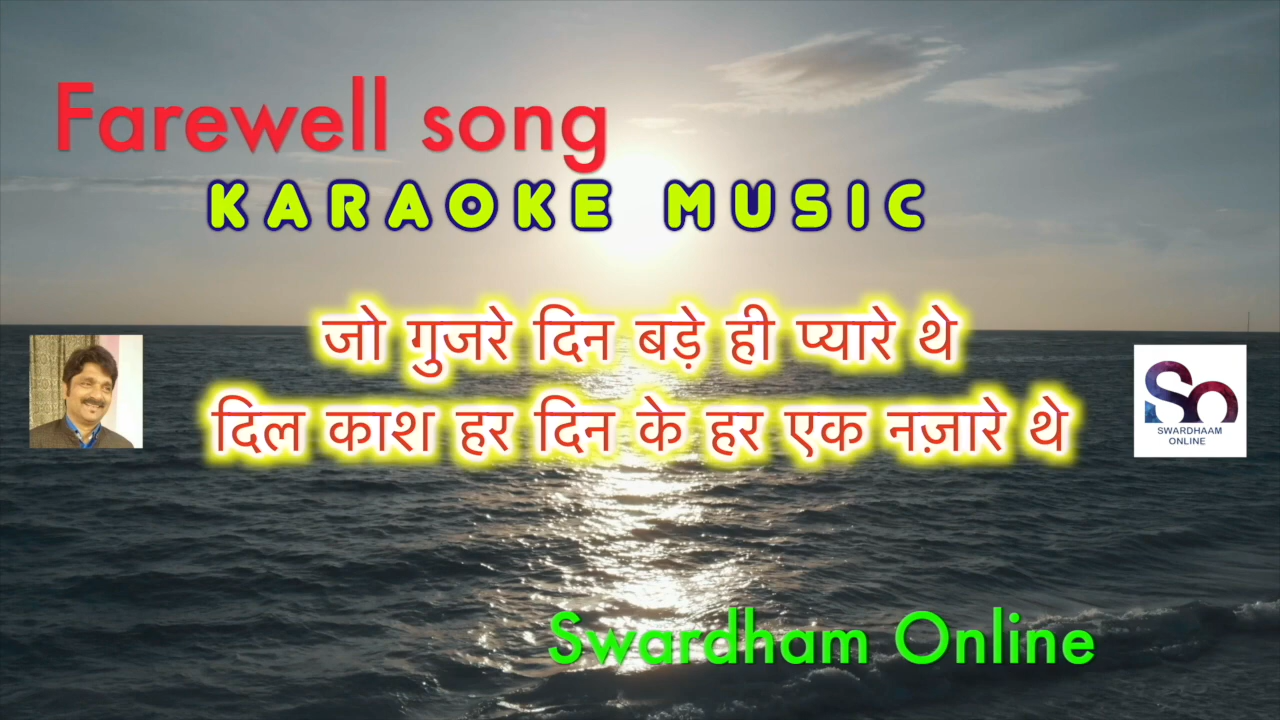 Farewell song
KARAOKE MUSIC
जो गुजरे दिन बड़े ही प्यारे थे
दिल काश हर दिन के हर एक नज़ारे थे
SWARDHAAM
ONLINE
Swardham Online